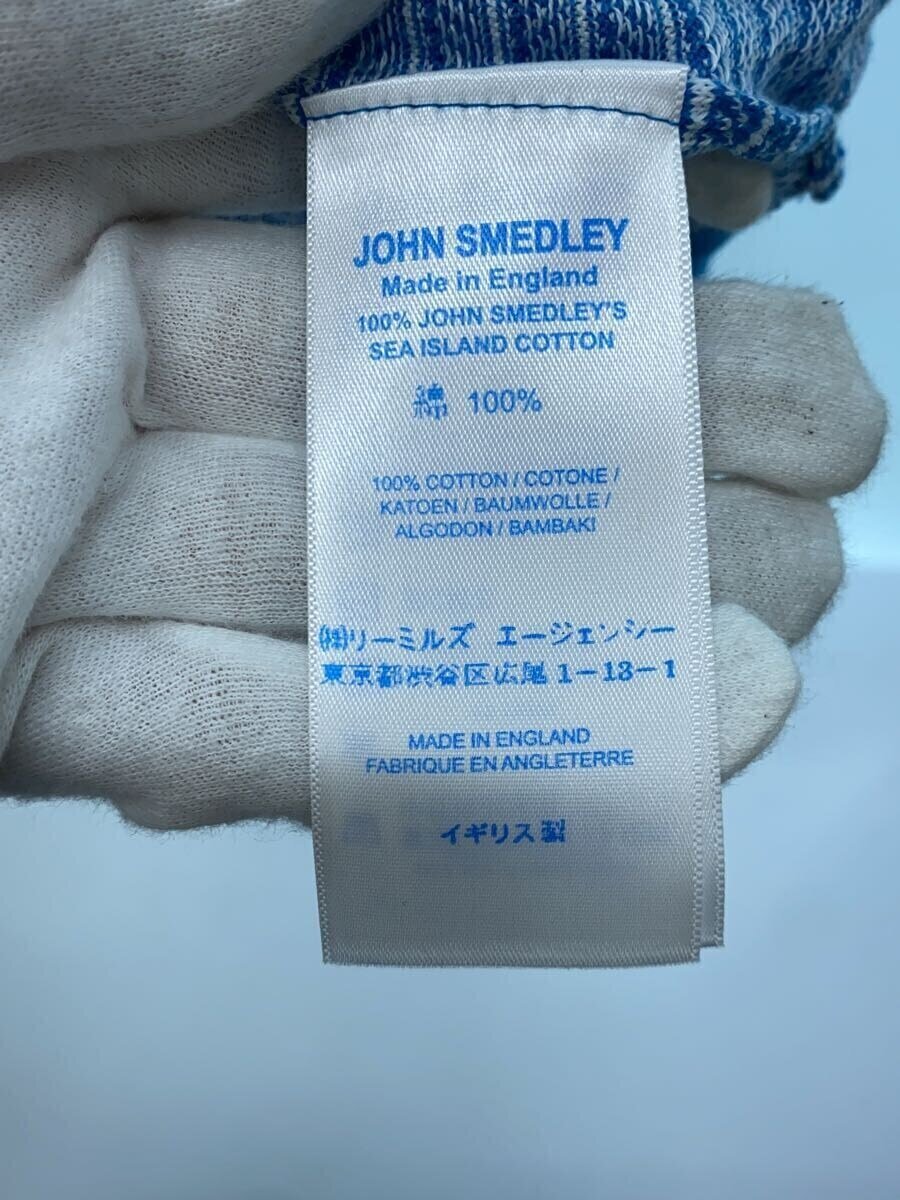 JOHN SMEDLEY
Made in England
100% JOHN SMEDLEY'S
SEA ISLAND COTTON
綿 100%
100% COTTON / COTONE /
KATOEN / BAUMWOLLE /
ALGODON / BAMBAKI
㈱リーミルズ エージェンシー
東京都渋谷区広尾1-13-1
MADE IN ENGLAND
FABRIQUE EN ANGLETERRE
イギリス製